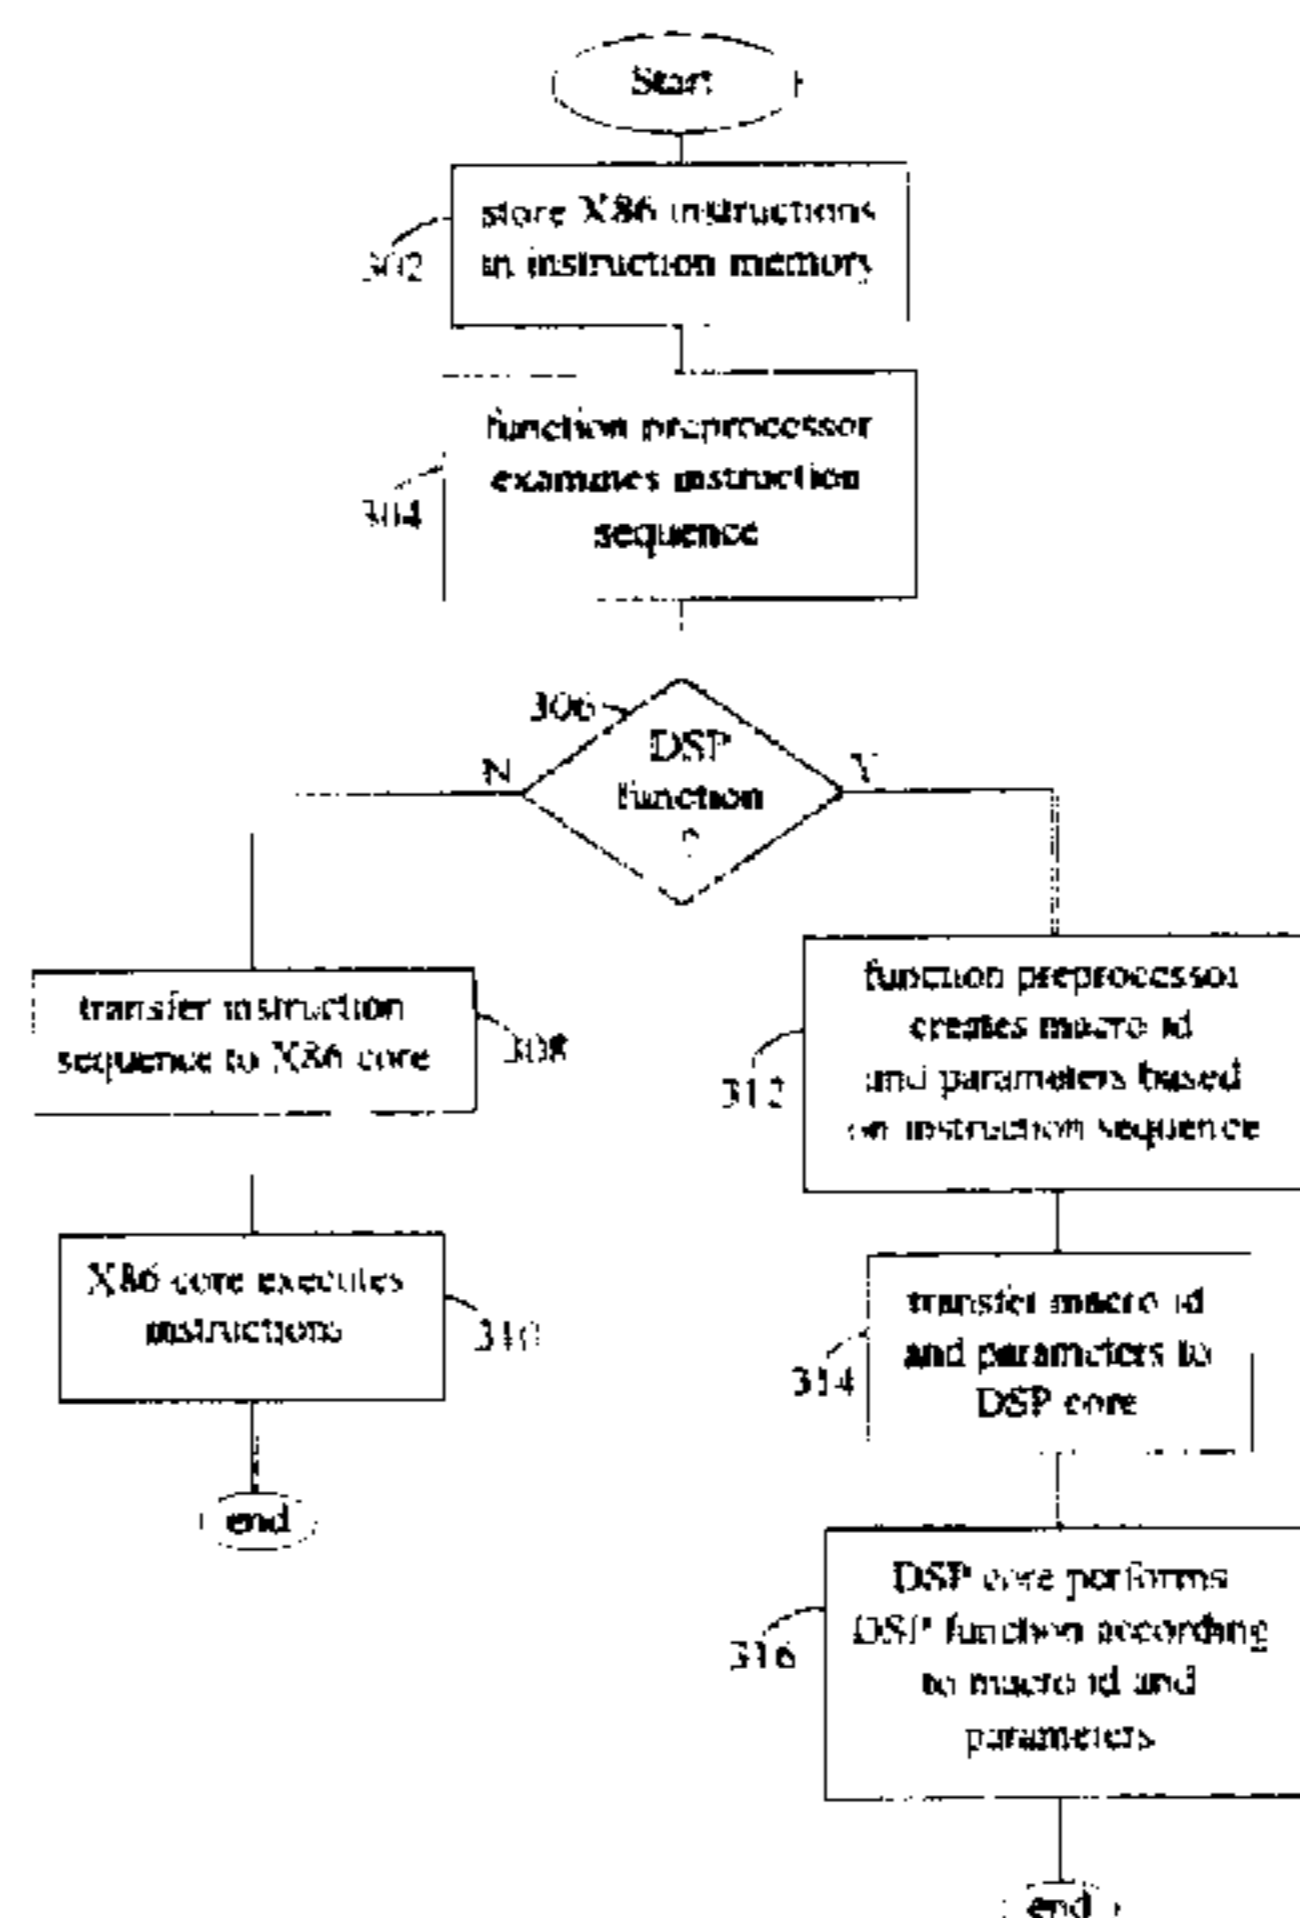 Start
store X86 instructions
in instruction memory
302
function preprocessor
examines instruction
sequence
304
306
DSP
function
?
N
Y
transfer instruction
sequence to X86 core
308
X86 core executes
instructions
310
end
function preprocessor
creates macro id
and parameters based
on instruction sequence
312
transfer macro id
and parameters to
DSP core
314
DSP core performs
DSP function according
to macro id and
parameters
316
end